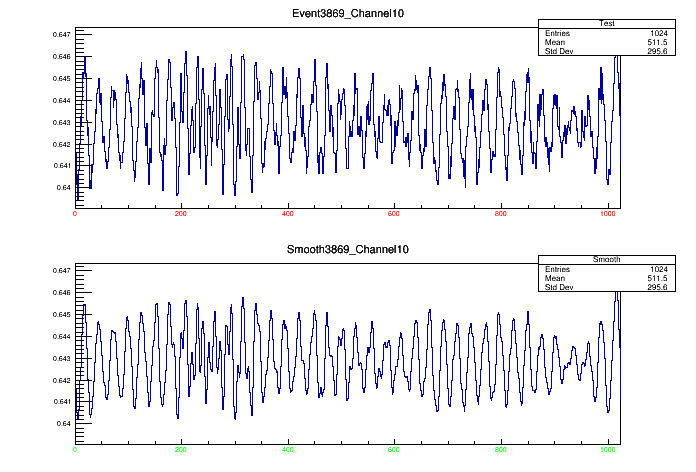 Event3869_Channel10
Test
Entries 1024
Mean 511.5
Std Dev 295.6
0.647
0.646
0.645
0.644
0.643
0.642
0.641
0.64
0 200 400 600 800 1000
Smooth3869_Channel10
Smooth
Entries 1024
Mean 511.5
Std Dev 295.6
0.647
0.646
0.645
0.644
0.643
0.642
0.641
0.64
0 200 400 600 800 1000